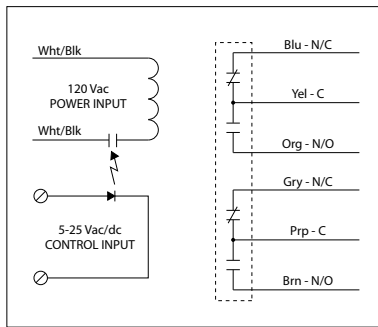 Wht/Blk
120 Vac
POWER INPUT
Wht/Blk
5-25 Vac/dc
CONTROL INPUT
Blu - N/C
Yel - C
Org - N/O
Gry - N/C
Prp - C
Brn - N/O